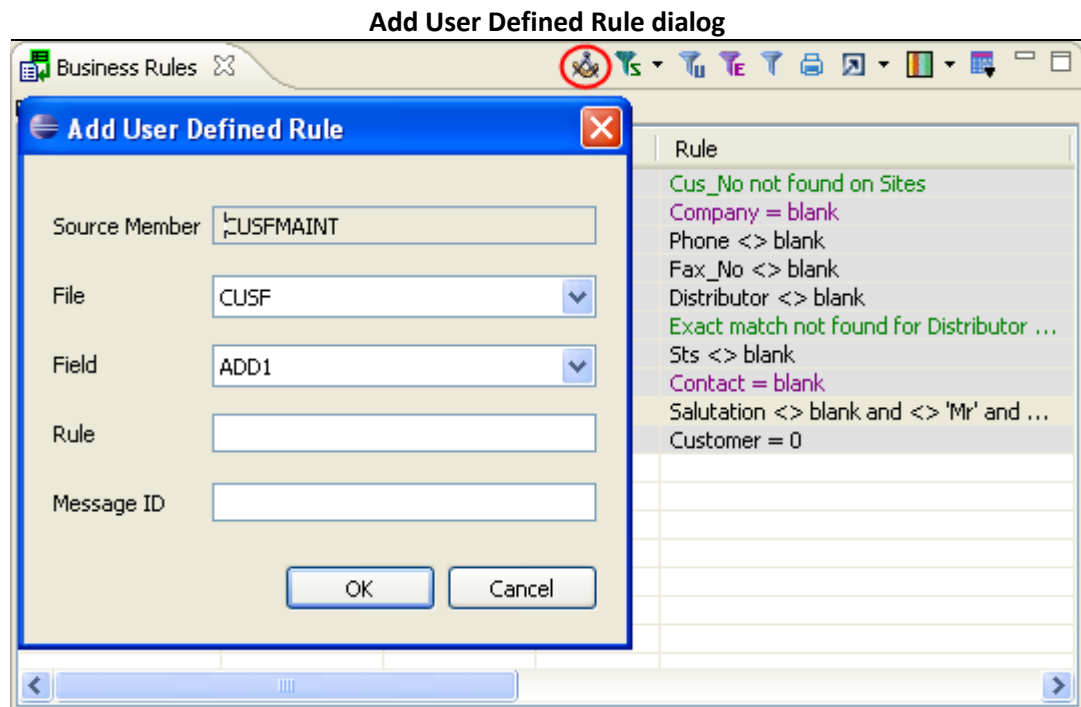 Add User Defined Rule dialog
Business Rules
Add User Defined Rule
Source Member CUSFMAINT
File CUSF
Field ADD1
Rule
Message ID
OK Cancel
Rule
Cus_No not found on Sites
Company = blank
Phone <> blank
Fax_No <> blank
Distributor <> blank
Exact match not found for Distributor ...
Sts <> blank
Contact = blank
Salutation <> blank and <> 'Mr' and ...
Customer = 0